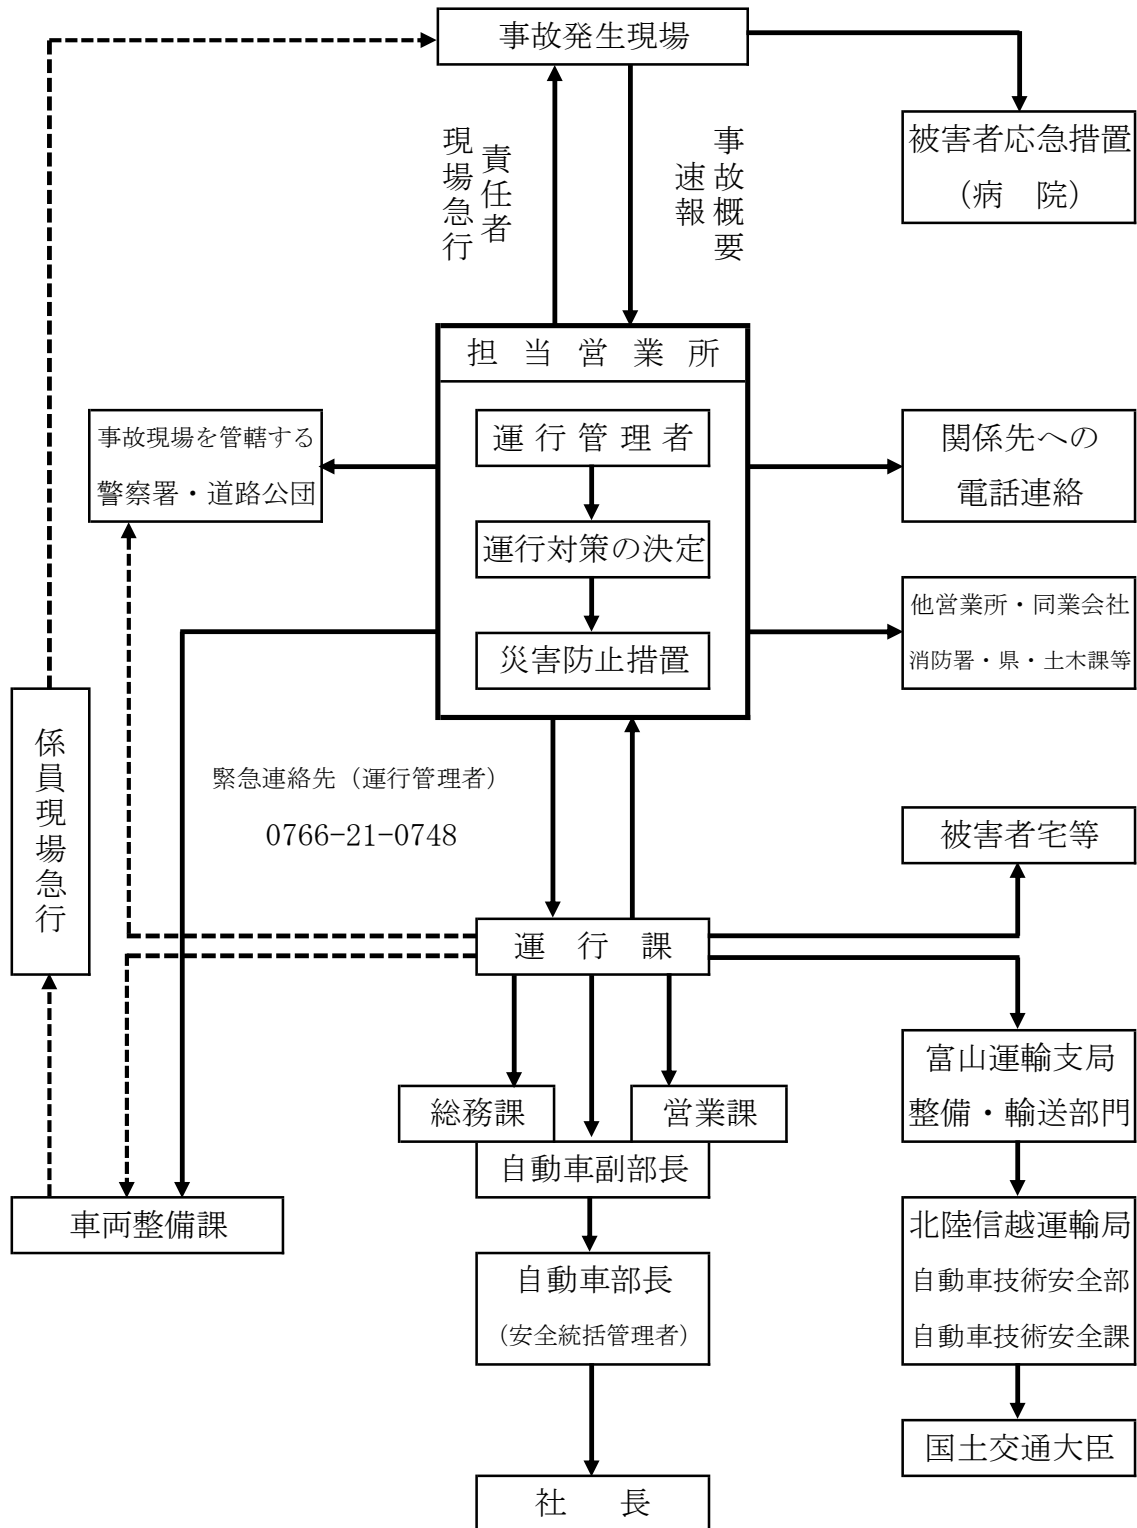 事故発生現場
被害者応急措置
（病　院）
責任者
現場急行
事故概要
速報
担当営業所
運行管理者
運行対策の決定
災害防止措置
事故現場を管轄する
警察署・道路公団
関係先への
電話連絡
他営業所・同業会社
消防署・県・土木課等
係員現場急行
緊急連絡先（運行管理者）
0766-21-0748
被害者宅等
運行課
富山運輸支局
整備・輸送部門
総務課
営業課
自動車副部長
車両整備課
北陸信越運輸局
自動車技術安全部
自動車技術安全課
自動車部長
（安全統括管理者）
国土交通大臣
社　長